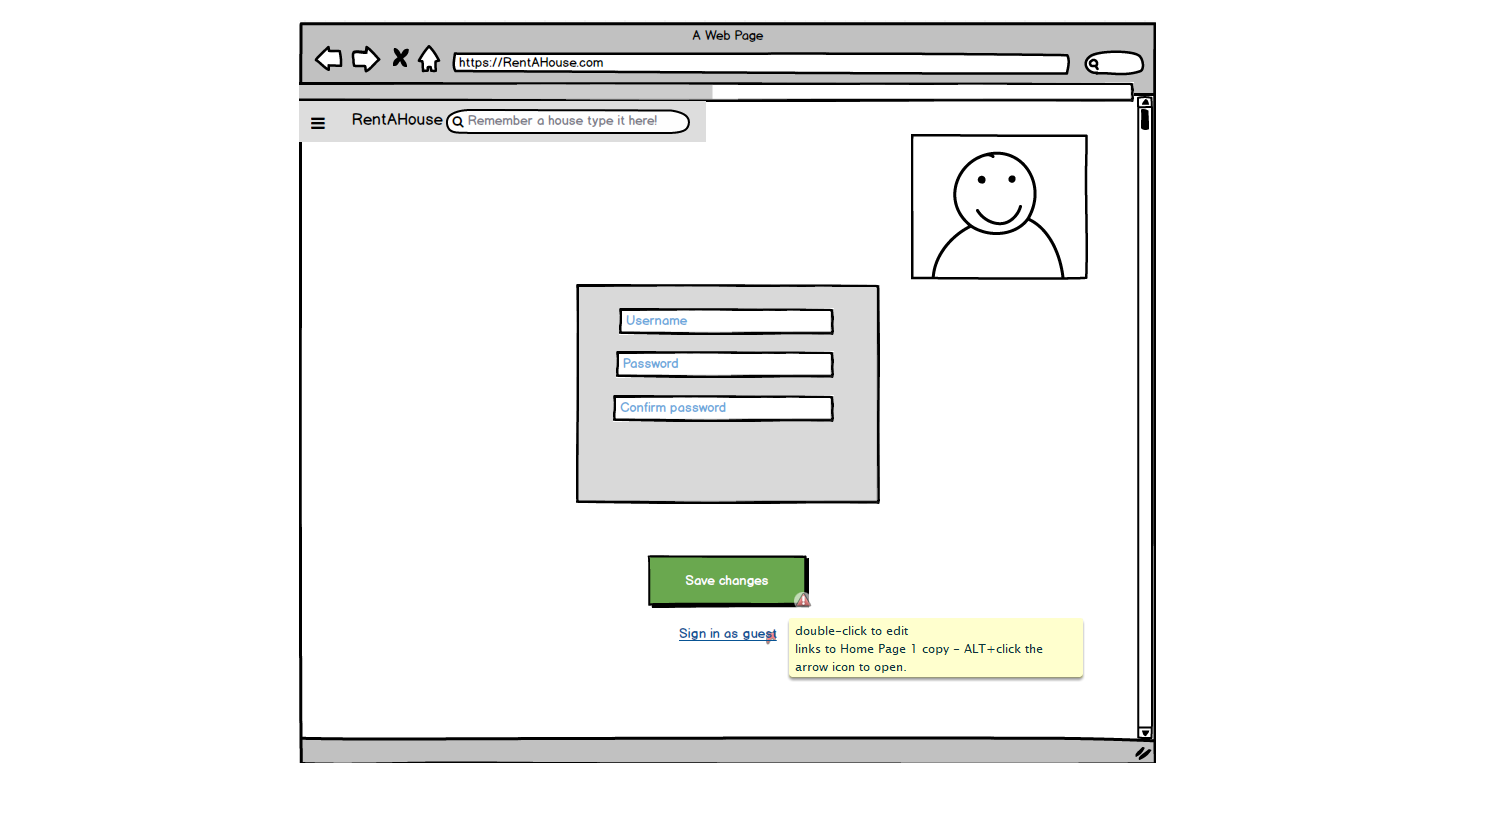 A Web Page
https://RentAHouse.com
RentAHouse
Remember a house type it here!
Username
Password
Confirm password
Save changes
Sign in as guest
double-click to edit
links to Home Page 1 copy - ALT+click the
arrow icon to open.